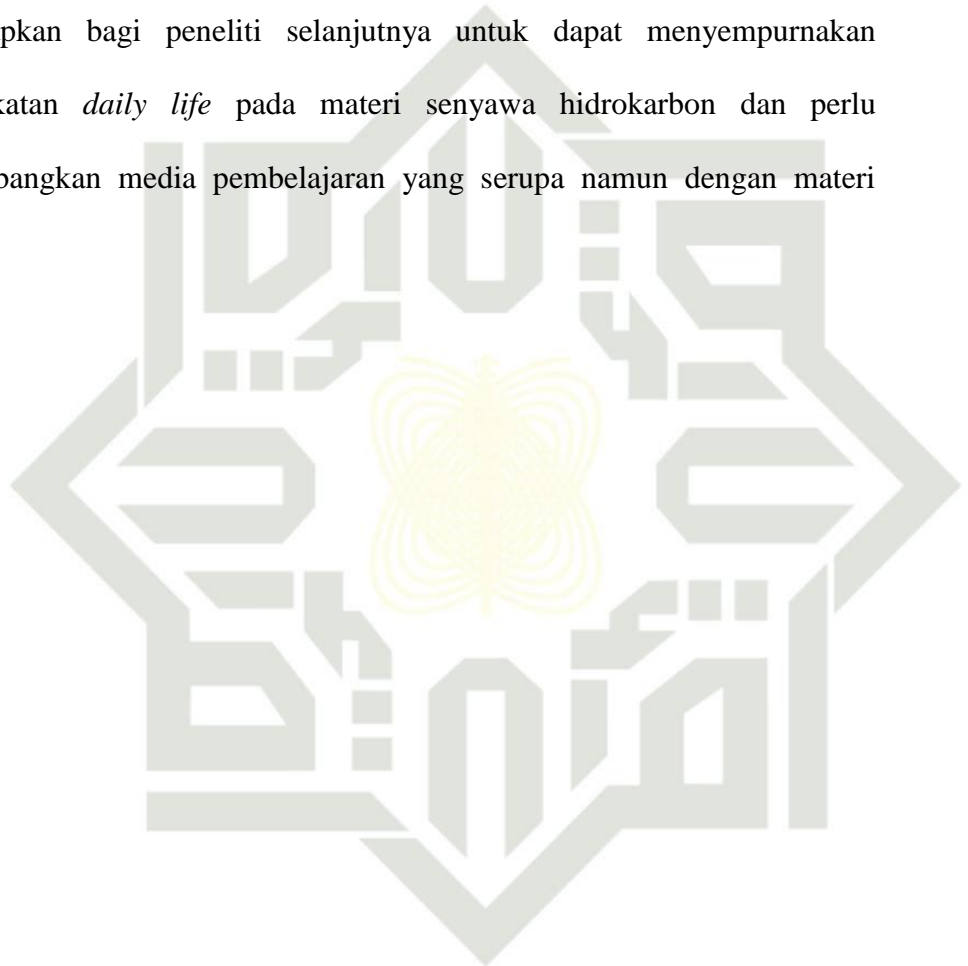 pkan bagi peneliti selanjutnya untuk dapat menyempurnakan
katan daily life pada materi senyawa hidrokarbon dan perlu
bangkan media pembelajaran yang serupa namun dengan materi